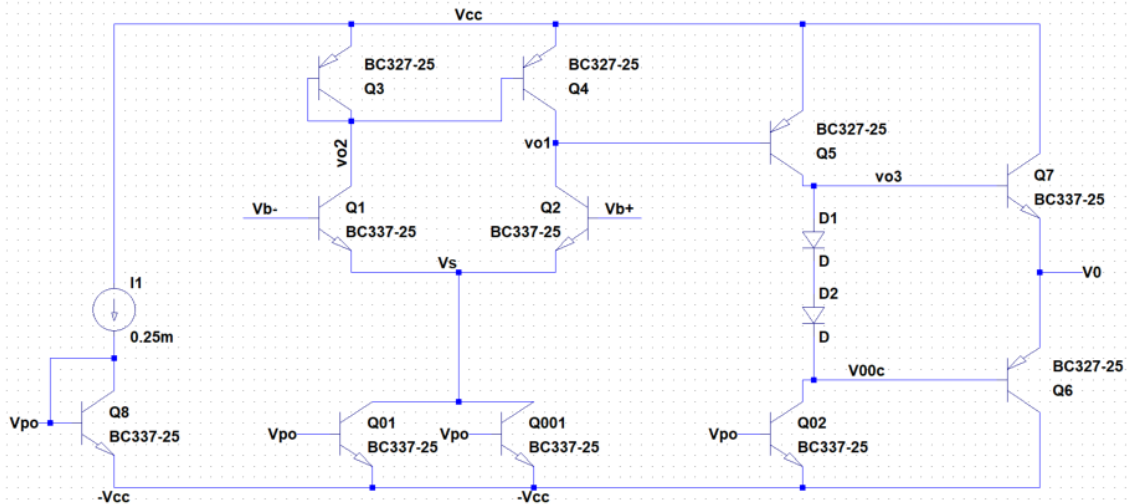 Vcc
BC327-25
Q3
BC327-25
Q4
BC327-25
Q5
vo2
vo1
vo3
Q7
BC337-25
Vb-
Q1
BC337-25
Q2
BC337-25
Vb+
D1
D
Vs
V0
I1
0.25m
D2
D
V00c
BC327-25
Q6
Vpo
Q8
BC337-25
Vpo
Q01
BC337-25
Vpo
Q001
BC337-25
Vpo
Q02
BC337-25
-Vcc
-Vcc